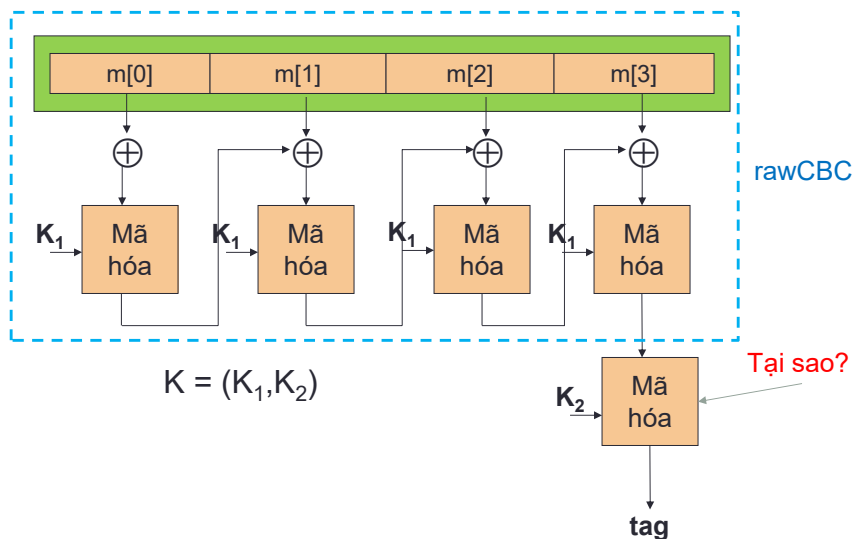 m[0] m[1] m[2] m[3]
rawCBC
K₁ Mã hóa
K₁ Mã hóa
K₁ Mã hóa
K₁ Mã hóa
K = (K₁,K₂)
Tại sao?
K₂ Mã hóa
tag